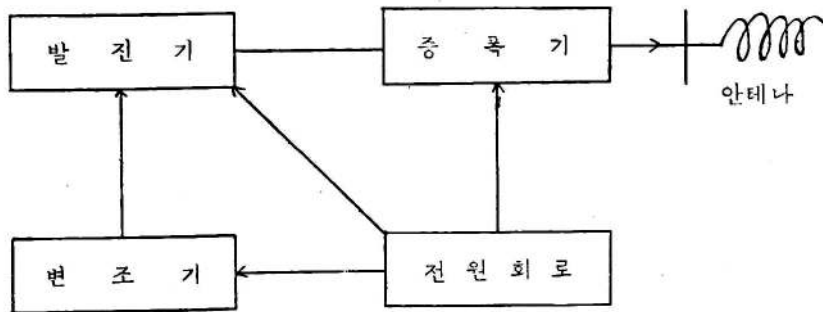 발 진 기
증 폭 기
안테나
변 조 기
전 원 회 로